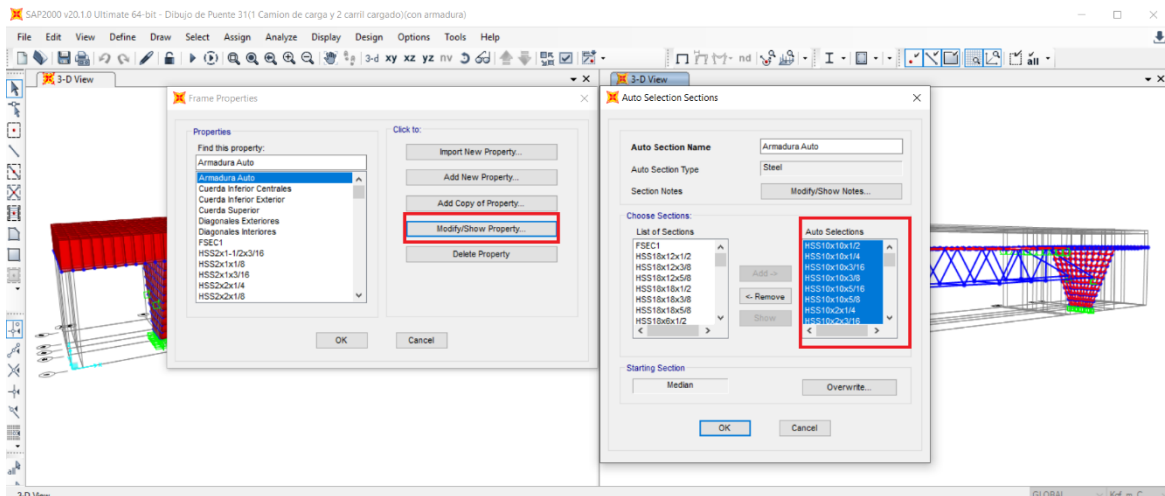 SAP2000 v20.1.0 Ultimate 64-bit - Dibujo de Puente 31(1 Camion de carga y 2 carril cargado)(con armadura)
File Edit View Define Draw Select Assign Analyze Display Design Options Tools Help
3-d xy xz yz nv
nd
all
3-D View
3-D View
Frame Properties
Properties
Find this property:
Armadura Auto
Armadura Auto
Cuerda Inferior Centrales
Cuerda Inferior Exterior
Cuerda Superior
Diagonales Exteriores
Diagonales Interiores
FSEC1
HSS2x1-1/2x3/16
HSS2x1x1/8
HSS2x1x3/16
HSS2x2x1/4
HSS2x2x1/8
Click to:
Import New Property...
Add New Property...
Add Copy of Property...
Modify/Show Property...
Delete Property
OK
Cancel
Auto Selection Sections
Auto Section Name
Armadura Auto
Auto Section Type
Steel
Section Notes
Modify/Show Notes...
Choose Sections:
List of Sections
FSEC1
HSS18x12x1/2
HSS18x12x3/8
HSS18x12x5/8
HSS18x18x1/2
HSS18x18x3/8
HSS18x18x5/8
HSS18x6x1/2
Add ->
<- Remove
Show
Auto Selections
HSS10x10x1/2
HSS10x10x1/4
HSS10x10x3/16
HSS10x10x3/8
HSS10x10x5/16
HSS10x10x5/8
HSS10x2x1/4
HSS10x2x3/16
Starting Section
Median
Overwrite...
OK
Cancel
all
3-D View
GLOBAL
Kgf, m, C